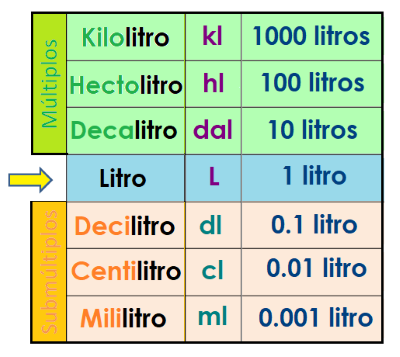 Múltiplos
Kilolitro kl 1000 litros
Hectolitro hl 100 litros
Decalitro dal 10 litros
Litro L 1 litro
Submúltiplos
Decilitro dl 0.1 litro
Centilitro cl 0.01 litro
Mililitro ml 0.001 litro